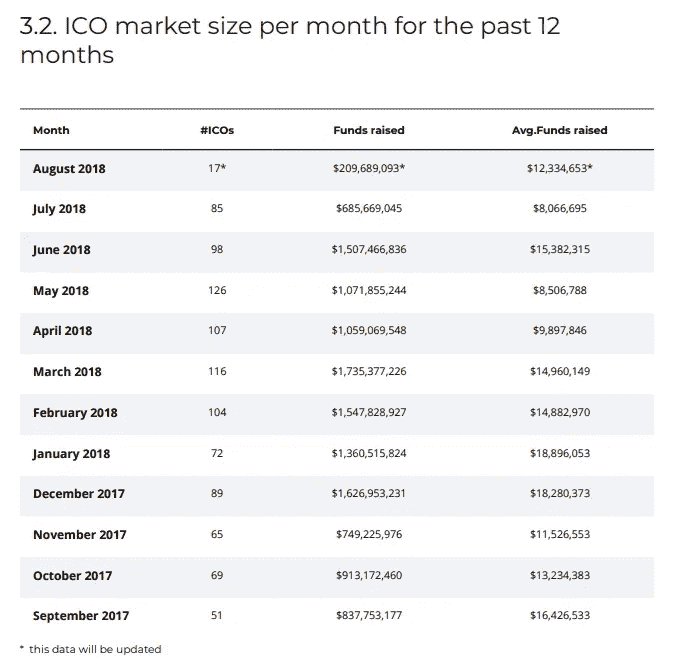 3.2. ICO market size per month for the past 12
months
Month #ICOs Funds raised Avg.Funds raised
August 2018 17* $209,689,093* $12,334,653*
July 2018 85 $685,669,045 $8,066,695
June 2018 98 $1,507,466,836 $15,382,315
May 2018 126 $1,071,855,244 $8,506,788
April 2018 107 $1,059,069,548 $9,897,846
March 2018 116 $1,735,377,226 $14,960,149
February 2018 104 $1,547,828,927 $14,882,970
January 2018 72 $1,360,515,824 $18,896,053
December 2017 89 $1,626,953,231 $18,280,373
November 2017 65 $749,225,976 $11,526,553
October 2017 69 $913,172,460 $13,234,383
September 2017 51 $837,753,177 $16,426,533
* this data will be updated